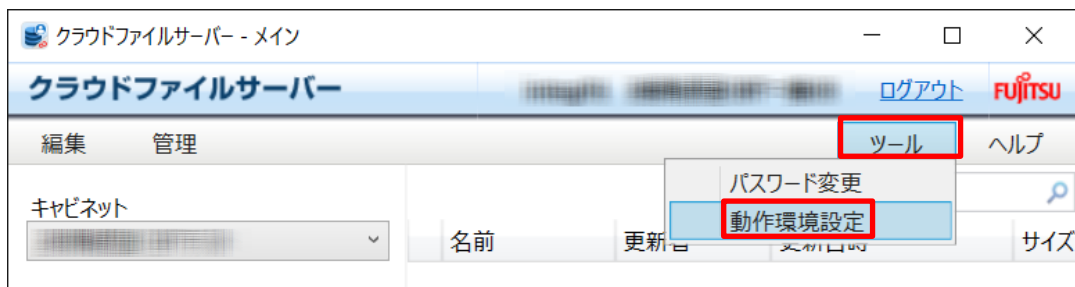 クラウドファイルサーバー - メイン
クラウドファイルサーバー ログアウト FUJITSU
編集 管理 ツール ヘルプ
パスワード変更
キャビネット
動作環境設定
名前 更新者 更新日時 サイズ